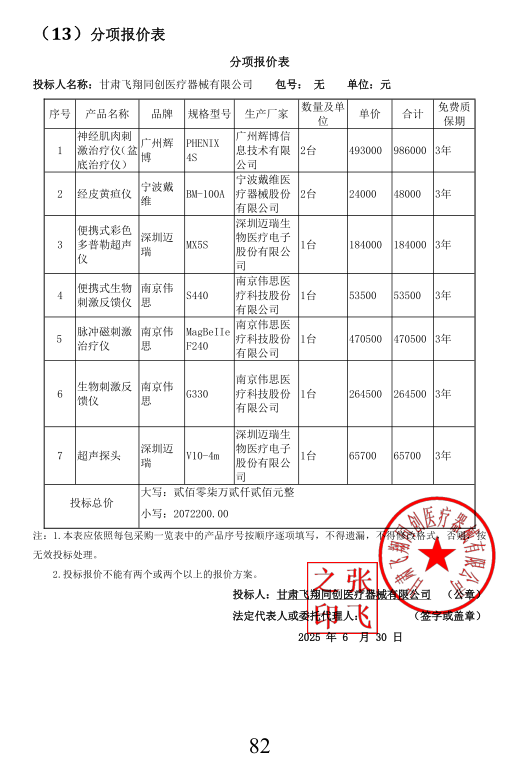 （13）分项报价表
分项报价表
投标人名称：甘肃飞翔同创医疗器械有限公司 包号： 无 单位：元
序号 产品名称 品牌 规格型号 生产厂家 数量及单位 单价 合计 免费质保期
1 神经肌肉刺激治疗仪（盆底治疗仪） 广州辉博 PHENIX 4S 广州辉博信息技术有限公司 2台 493000 986000 3年
2 经皮黄疸仪 宁波戴维 BM-100A 宁波戴维医疗器械股份有限公司 2台 24000 48000 3年
3 便携式彩色多普勒超声仪 深圳迈瑞 MX5S 深圳迈瑞生物医疗电子股份有限公司 1台 184000 184000 3年
4 便携式生物刺激反馈仪 南京伟思 S440 南京伟思医疗科技股份有限公司 1台 53500 53500 3年
5 脉冲磁刺激治疗仪 南京伟思 MagBeIIe F240 南京伟思医疗科技股份有限公司 1台 470500 470500 3年
6 生物刺激反馈仪 南京伟思 G330 南京伟思医疗科技股份有限公司 1台 264500 264500 3年
7 超声探头 深圳迈瑞 V10-4m 深圳迈瑞生物医疗电子股份有限公司 1台 65700 65700 3年
投标总价 大写：贰佰零柒万贰仟贰佰元整
小写：2072200.00
注：1.本表应依照每包采购一览表中的产品序号按顺序逐项填写，不得遗漏，不得修改格式，否则按
无效投标处理。
2.投标报价不能有两个或两个以上的报价方案。
投标人：甘肃飞翔同创医疗器械有限公司 （公章）
法定代表人或委托代理人： （签字或盖章）
2025 年 6 月 30 日
甘肃飞翔同创医疗器械有限公司
张飞之印
82